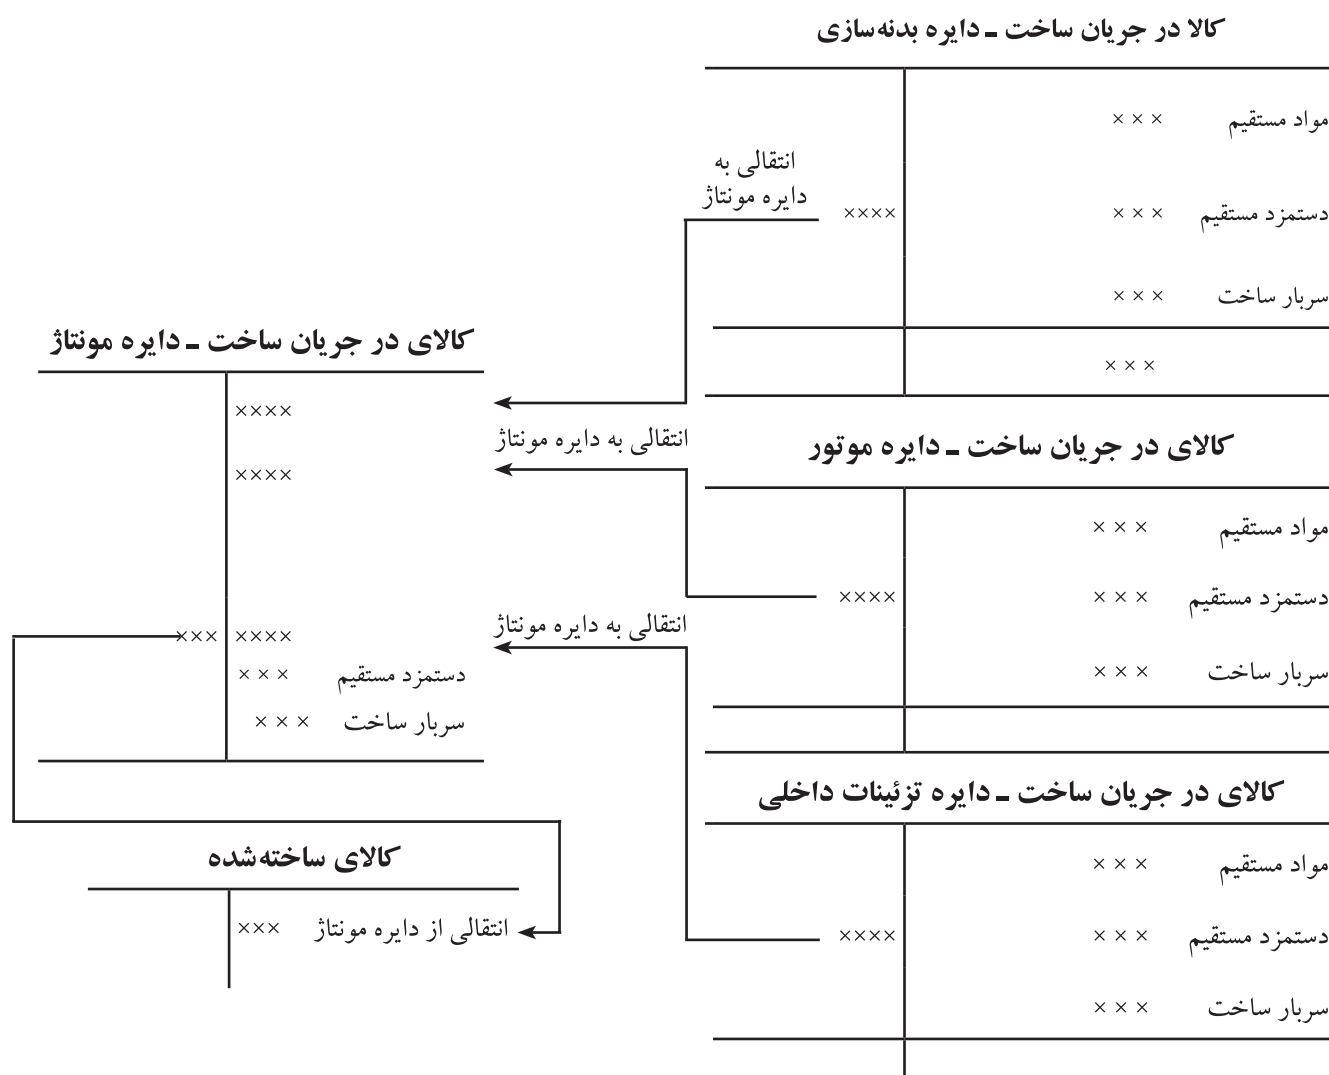 کالا در جریان ساخت ـ دایره بدنه‌سازی
مواد مستقیم × × ×
انتقالی به
دایره مونتاژ
دستمزد مستقیم × × × ××××
سربار ساخت × × ×
× × ×
کالای در جریان ساخت ـ دایره موتور
مواد مستقیم × × ×
انتقالی به دایره مونتاژ
دستمزد مستقیم × × × ××××
سربار ساخت × × ×
انتقالی به دایره مونتاژ
کالای در جریان ساخت ـ دایره تزئینات داخلی
مواد مستقیم × × ×
دستمزد مستقیم × × × ××××
سربار ساخت × × ×
کالای در جریان ساخت ـ دایره مونتاژ
××××
××××
×××× ×××
دستمزد مستقیم × × ×
سربار ساخت × × ×
کالای ساخته‌شده
انتقالی از دایره مونتاژ ×××